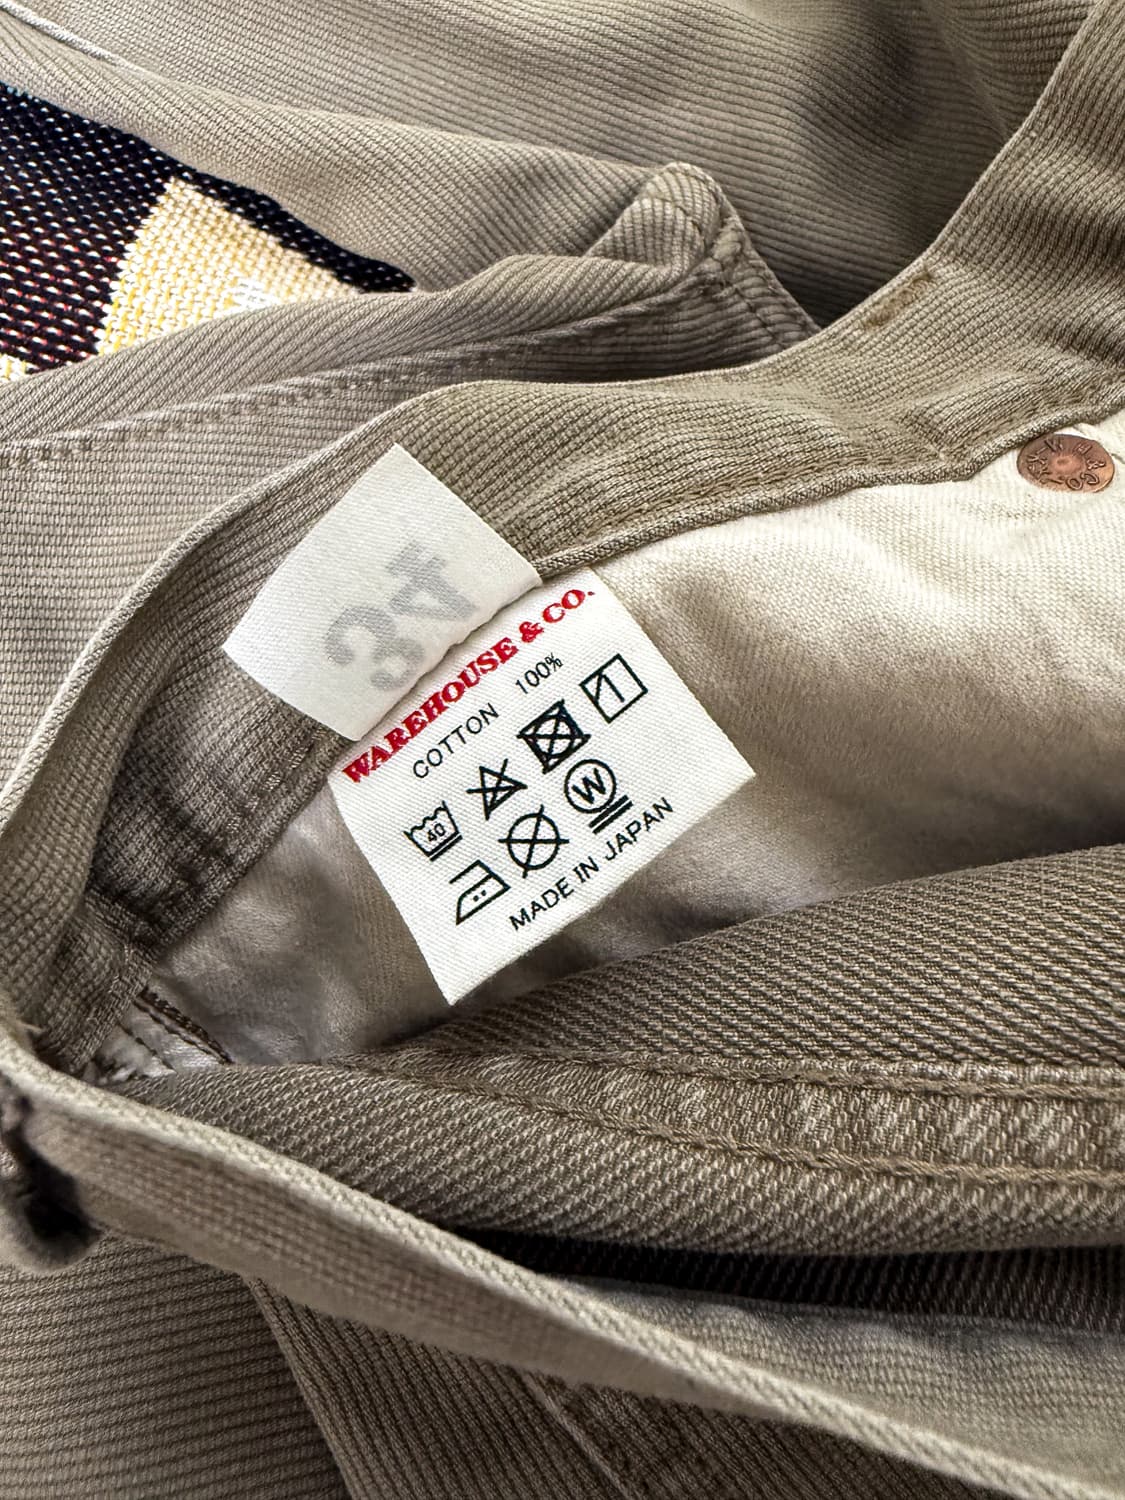 34
WAREHOUSE & CO.
COTTON 100%
40
W
MADE IN JAPAN